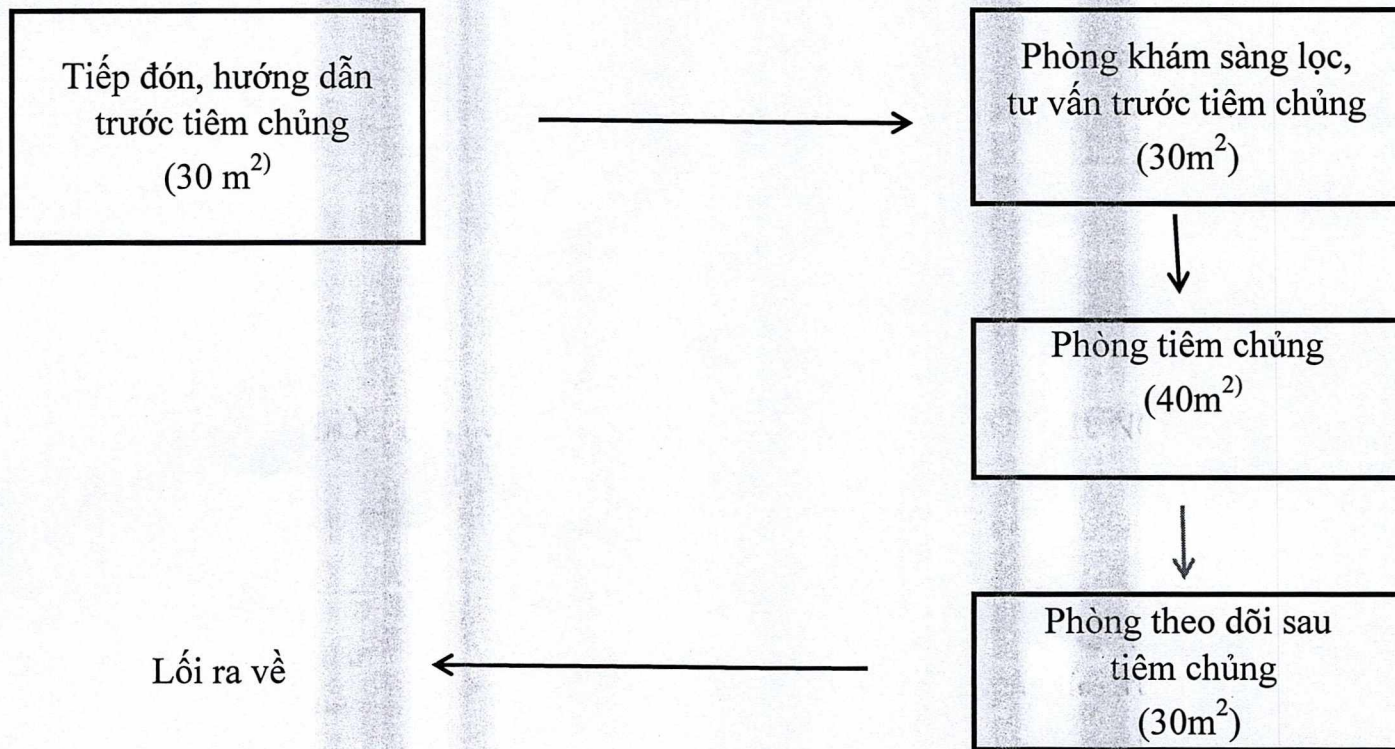 Tiếp đón, hướng dẫn
trước tiêm chủng
(30 m²⁾
Phòng khám sàng lọc,
tư vấn trước tiêm chủng
(30m²)
Phòng tiêm chủng
(40m²⁾
Phòng theo dõi sau
tiêm chủng
(30m²)
Lối ra về